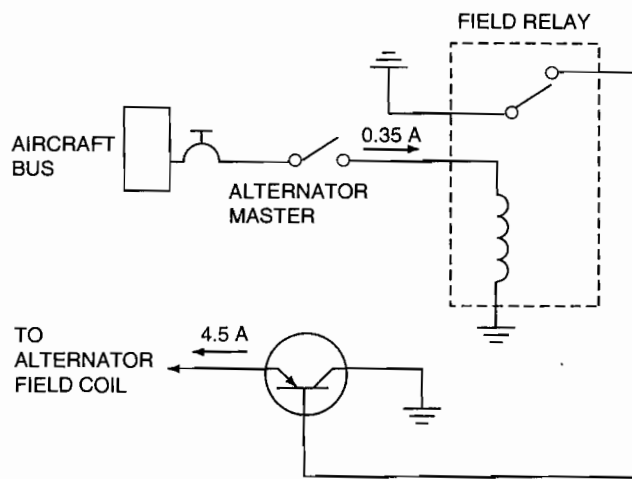 FIELD RELAY
AIRCRAFT
BUS
0.35 A
ALTERNATOR
MASTER
TO
ALTERNATOR
FIELD COIL
4.5 A